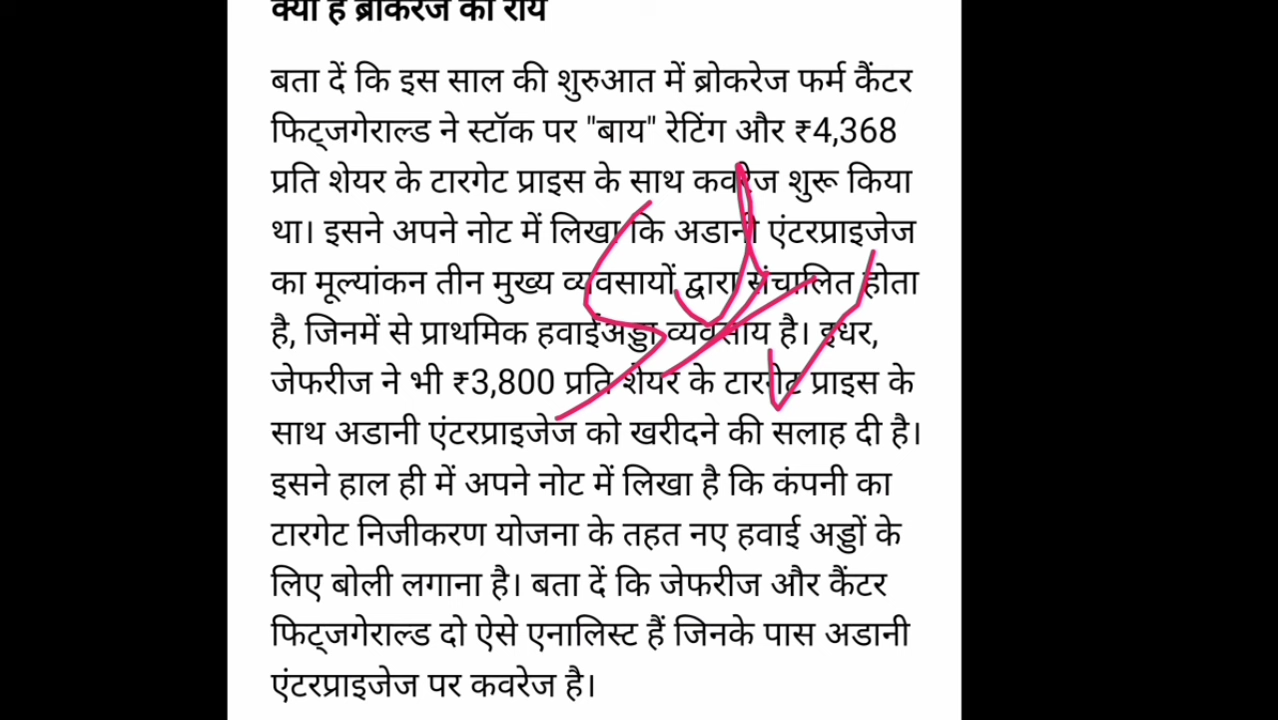 क्या है ब्रोकरेज की राय
बता दें कि इस साल की शुरुआत में ब्रोकरेज फर्म कैंटर
फिट्जगेराल्ड ने स्टॉक पर "बाय" रेटिंग और ₹4,368
प्रति शेयर के टारगेट प्राइस के साथ कवरेज शुरू किया
था। इसने अपने नोट में लिखा कि अडानी एंटरप्राइजेज
का मूल्यांकन तीन मुख्य व्यवसायों द्वारा संचालित होता
है, जिनमें से प्राथमिक हवाईअड्डा व्यवसाय है। इधर,
जेफरीज ने भी ₹3,800 प्रति शेयर के टारगेट प्राइस के
साथ अडानी एंटरप्राइजेज को खरीदने की सलाह दी है।
इसने हाल ही में अपने नोट में लिखा है कि कंपनी का
टारगेट निजीकरण योजना के तहत नए हवाई अड्डों के
लिए बोली लगाना है। बता दें कि जेफरीज और कैंटर
फिट्जगेराल्ड दो ऐसे एनालिस्ट हैं जिनके पास अडानी
एंटरप्राइजेज पर कवरेज है।